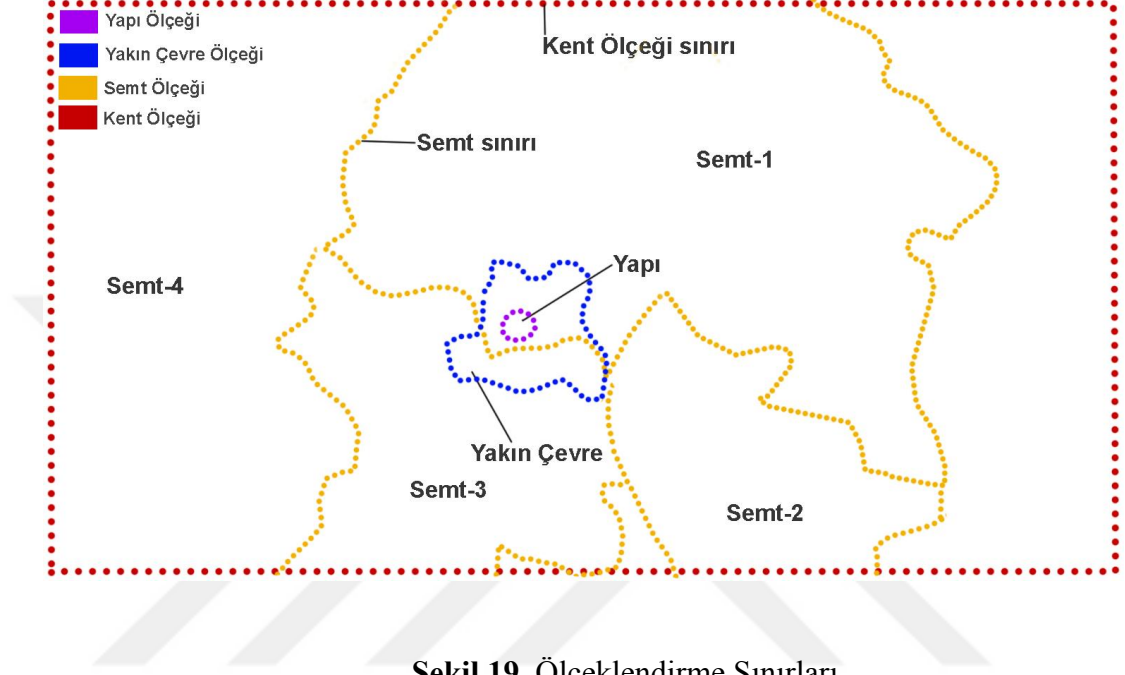 Yapı Ölçeği
Yakın Çevre Ölçeği
Semt Ölçeği
Kent Ölçeği
Kent Ölçeği sınırı
Semt sınırı
Semt-1
Yapı
Semt-4
Yakın Çevre
Semt-3
Semt-2
Şekil 19. Ölçeklendirme Sınırları